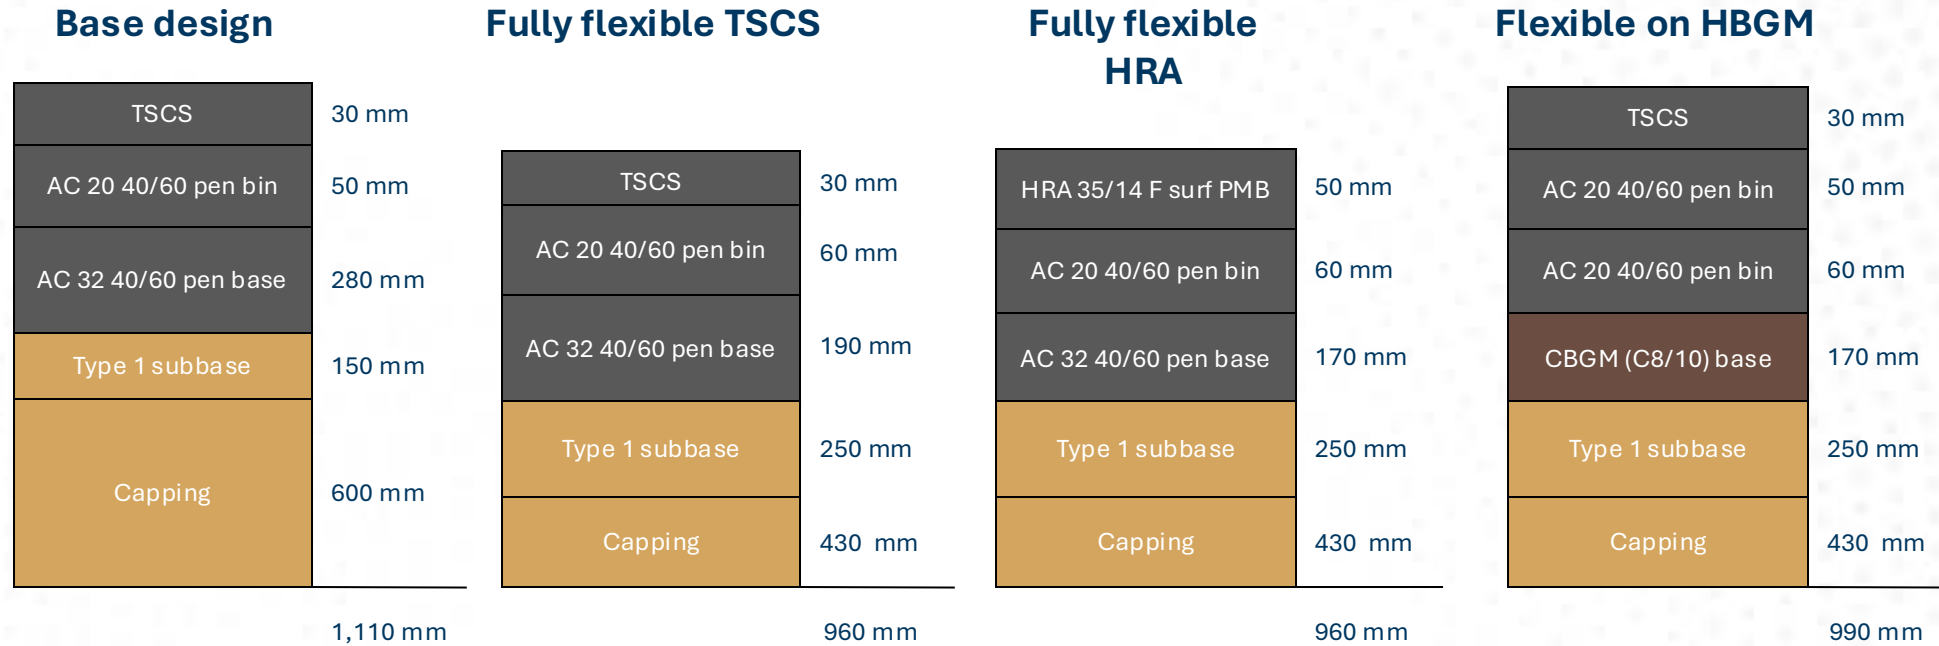 Base design
TSCS
30 mm
AC 20 40/60 pen bin
50 mm
AC 32 40/60 pen base
280 mm
Type 1 subbase
150 mm
Capping
600 mm
1,110 mm
Fully flexible TSCS
TSCS
30 mm
AC 20 40/60 pen bin
60 mm
AC 32 40/60 pen base
190 mm
Type 1 subbase
250 mm
Capping
430 mm
960 mm
Fully flexible
HRA
HRA 35/14 F surf PMB
50 mm
AC 20 40/60 pen bin
60 mm
AC 32 40/60 pen base
170 mm
Type 1 subbase
250 mm
Capping
430 mm
960 mm
Flexible on HBGM
TSCS
30 mm
AC 20 40/60 pen bin
50 mm
AC 20 40/60 pen bin
60 mm
CBGM (C8/10) base
170 mm
Type 1 subbase
250 mm
Capping
430 mm
990 mm